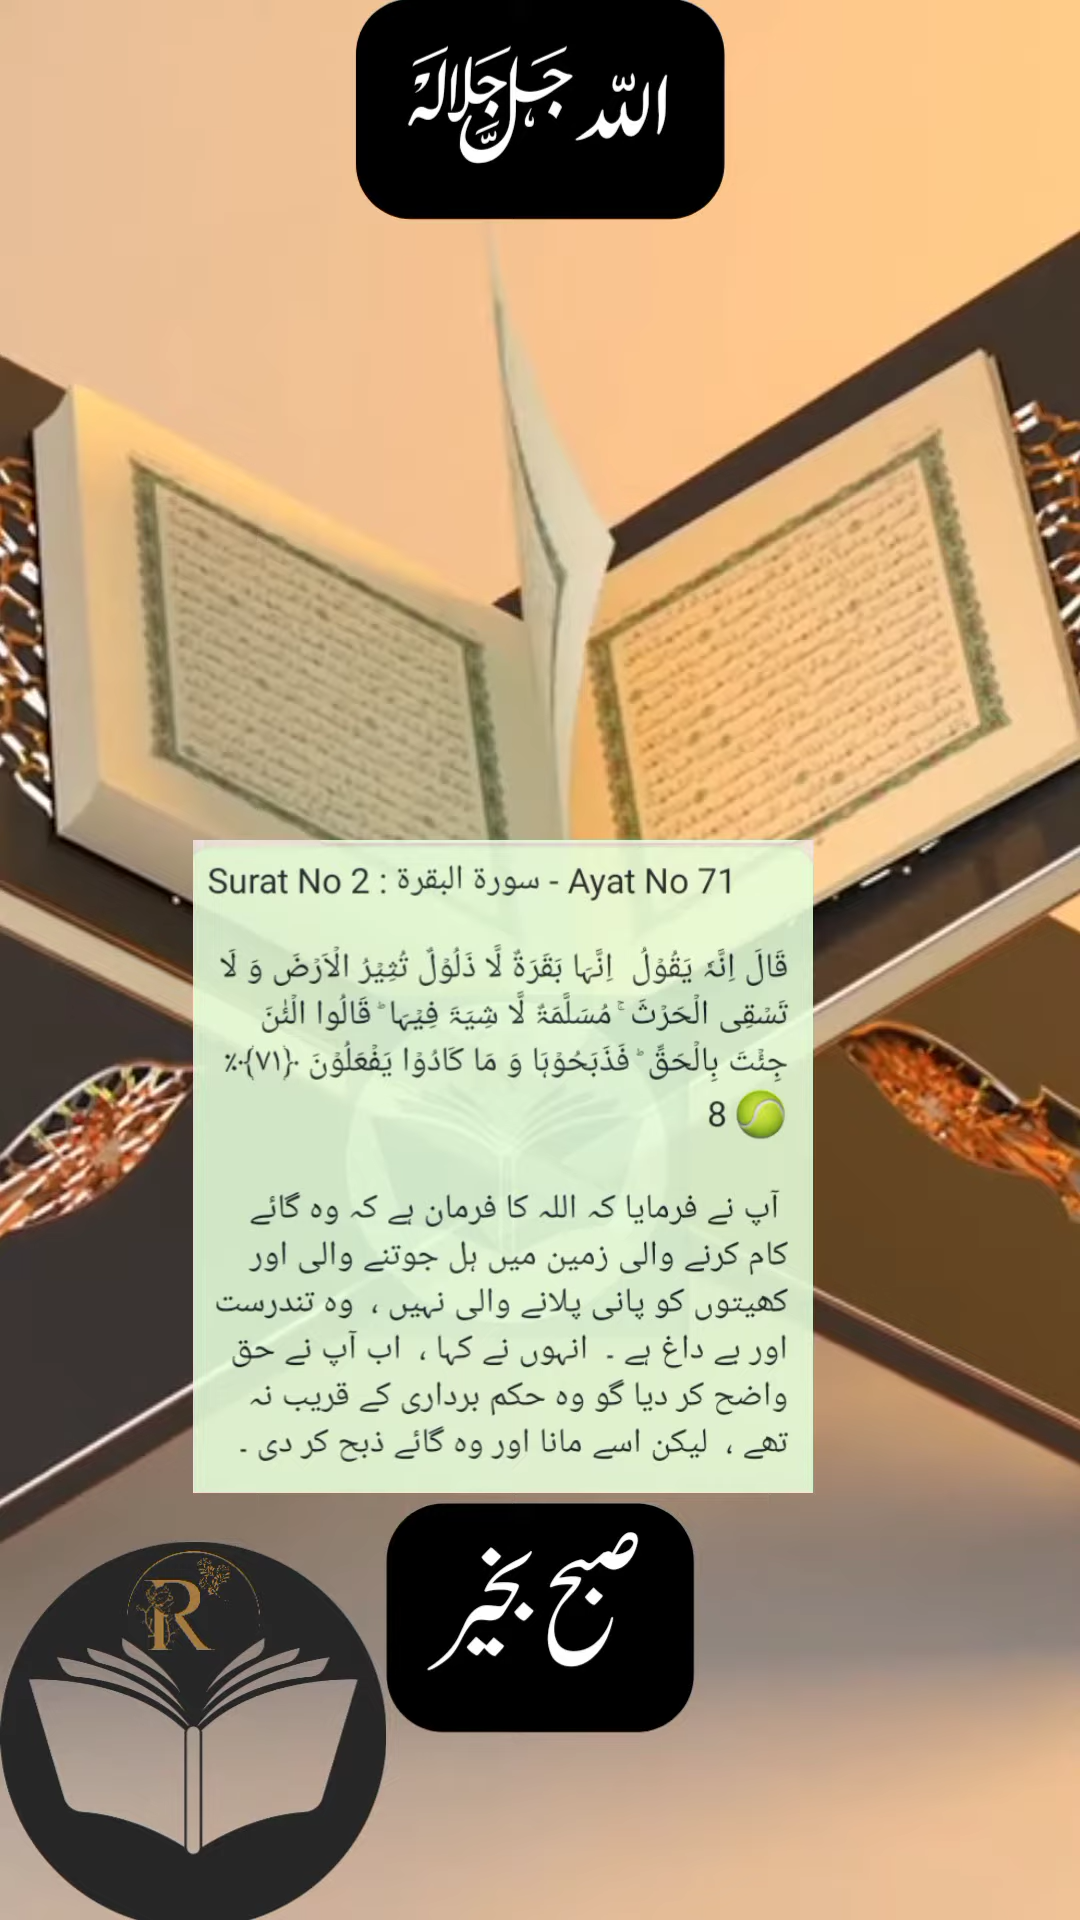 اللہ جَلَّ جَلَالَہٗ
Surat No 2 : سورة البقرة - Ayat No 71
قَالَ اِنَّہٗ یَقُوۡلُ  اِنَّہَا بَقَرَۃٌ لَّا ذَلُوۡلٌ تُثِیۡرُ الۡاَرۡضَ وَ لَا
تَسۡقِی الۡحَرۡثَ ۚ مُسَلَّمَۃٌ لَّا شِیَۃَ فِیۡہَا ؕ قَالُوا الۡـٰٔنَ
جِئۡتَ بِالۡحَقِّ ؕ فَذَبَحُوۡہَا وَ مَا کَادُوۡا یَفۡعَلُوۡنَ ﴿۷۱﴾٪
🎾 8
آپ نے فرمایا کہ اللہ کا فرمان ہے کہ وہ گائے
کام کرنے والی زمین میں ہل جوتنے والی اور
کھیتوں کو پانی پلانے والی نہیں ، وہ تندرست
اور بے داغ ہے ۔ انہوں نے کہا ، اب آپ نے حق
واضح کر دیا گو وہ حکم برداری کے قریب نہ
تھے ، لیکن اسے مانا اور وہ گائے ذبح کر دی ۔
صبح بخیر
R